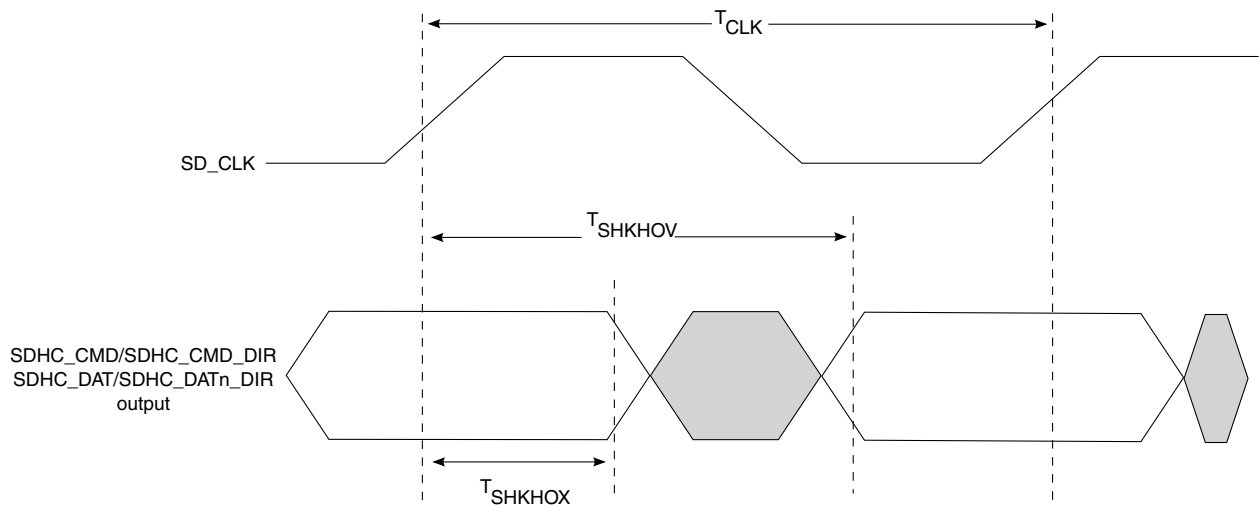 TCLK
SD_CLK
TSHKHOV
SDHC_CMD/SDHC_CMD_DIR
SDHC_DAT/SDHC_DATn_DIR
output
TSHKHOX